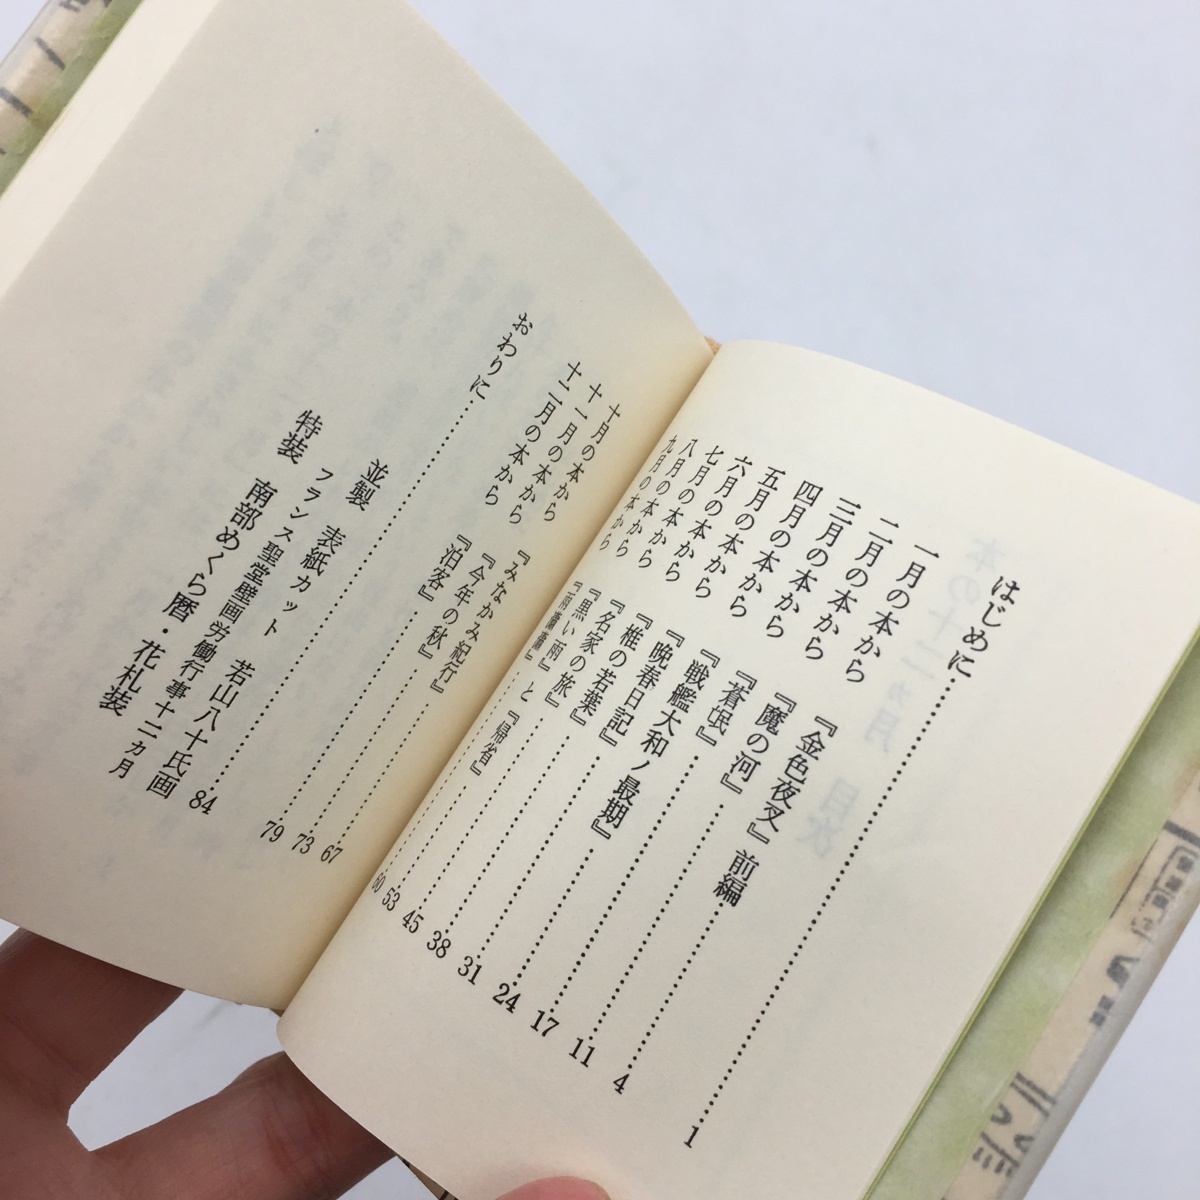 はじめに……………1
一月の本から 『金色夜叉』前編……………4
二月の本から 『魔の河』……………11
三月の本から 『蒼氓』……………17
四月の本から 『戦艦大和ノ最期』……………24
五月の本から 『晩春日記』……………31
六月の本から 『椎の若葉』……………38
七月の本から 『名家の旅』……………45
八月の本から 『黒い雨』と『帰省』……………53
九月の本から 『雨瀟瀟』……………60
十月の本から 『みなかみ紀行』……………67
十一月の本から 『今年の秋』……………73
十二月の本から 『泊客』……………79
おわりに……………84
並製 表紙カット 若山八十氏画
フランス聖堂壁画労働行事十二ヵ月
特装 南部めくら暦・花札装